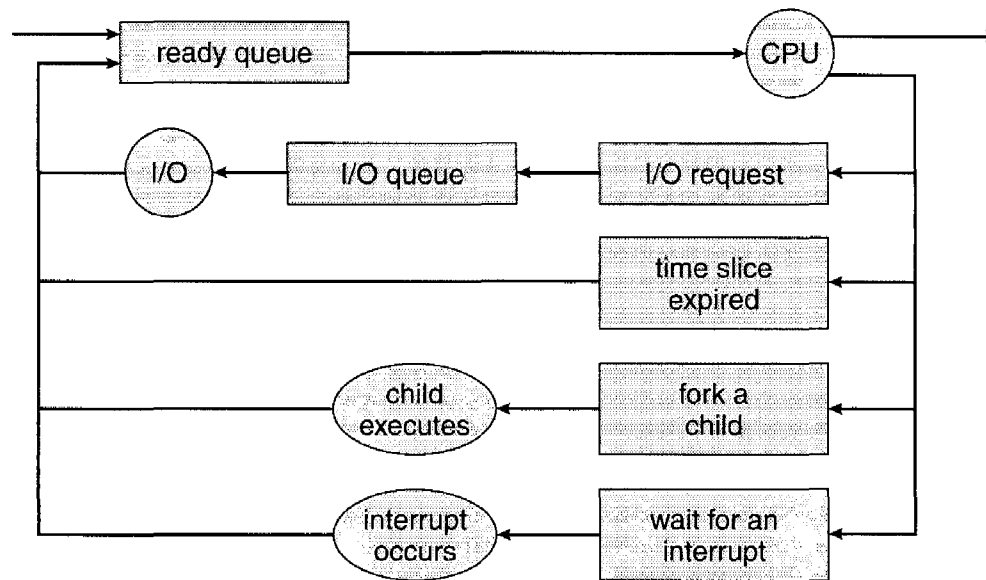 ready queue
CPU
I/O
I/O queue
I/O request
time slice
expired
child
executes
fork a
child
interrupt
occurs
wait for an
interrupt